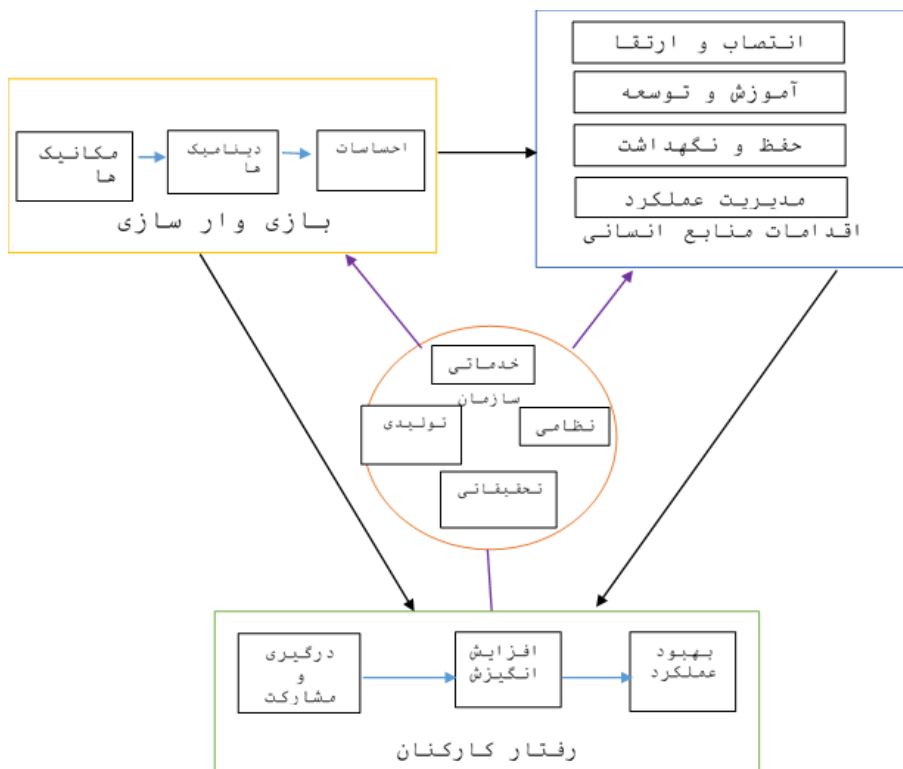 انتصاب و ارتقا
آموزش و توسعه
حفظ و نگهداشت
مدیریت عملکرد
اقدامات منابع انسانی
مکانیک
ها
دینامیک
ها
احساسات
بازی وار سازی
خدماتی
سازمان
تولیدی
نظامی
تحقیقاتی
درگیری
و
مشارکت
افزایش
انگیزش
بهبود
عملکرد
رفتار کارکنان